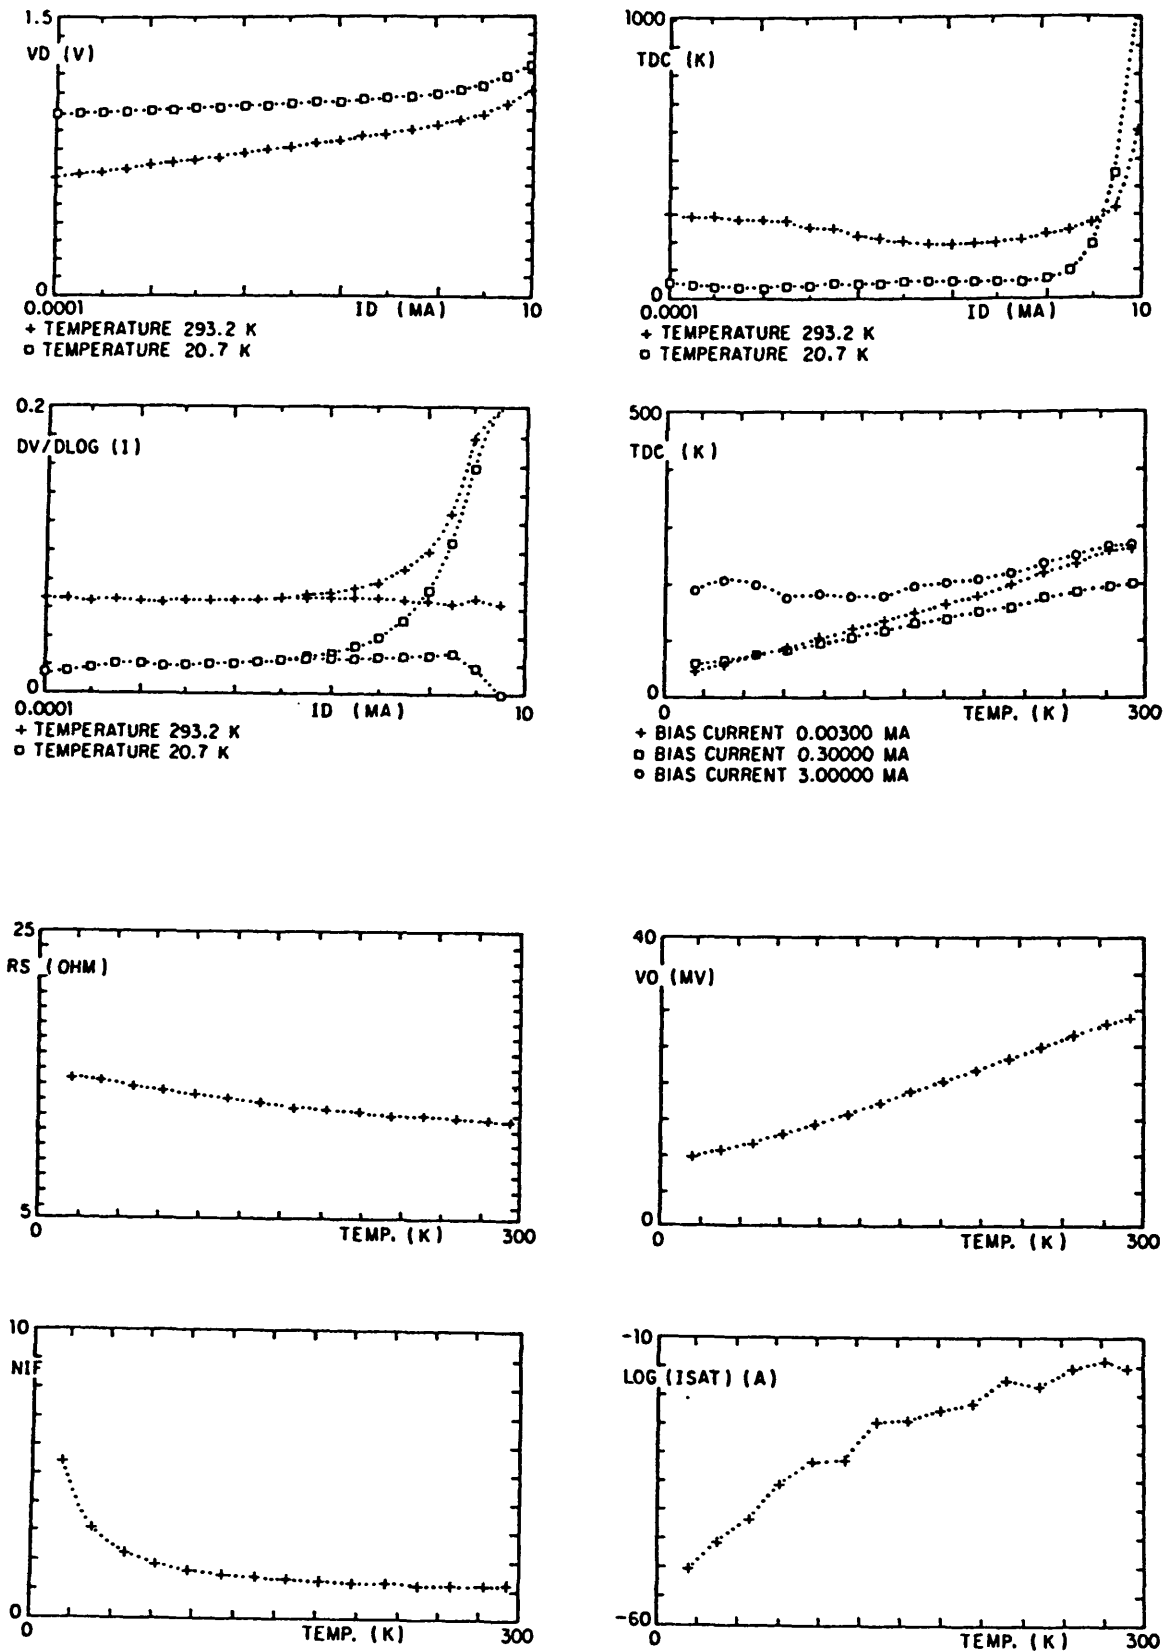 1.5
VD (V)
0
0.0001
ID (MA)
10
+ TEMPERATURE 293.2 K
□ TEMPERATURE 20.7 K
1000
TDC (K)
0
0.0001
ID (MA)
10
+ TEMPERATURE 293.2 K
□ TEMPERATURE 20.7 K
0.2
DV/DLOG (I)
0
0.0001
ID (MA)
10
+ TEMPERATURE 293.2 K
□ TEMPERATURE 20.7 K
500
TDC (K)
0
0
TEMP. (K)
300
+ BIAS CURRENT 0.00300 MA
□ BIAS CURRENT 0.30000 MA
○ BIAS CURRENT 3.00000 MA
25
RS (OHM)
5
0
TEMP. (K)
300
40
VO (MV)
0
0
TEMP. (K)
300
10
NIF
0
0
TEMP. (K)
300
-10
LOG (ISAT) (A)
-60
0
TEMP. (K)
300